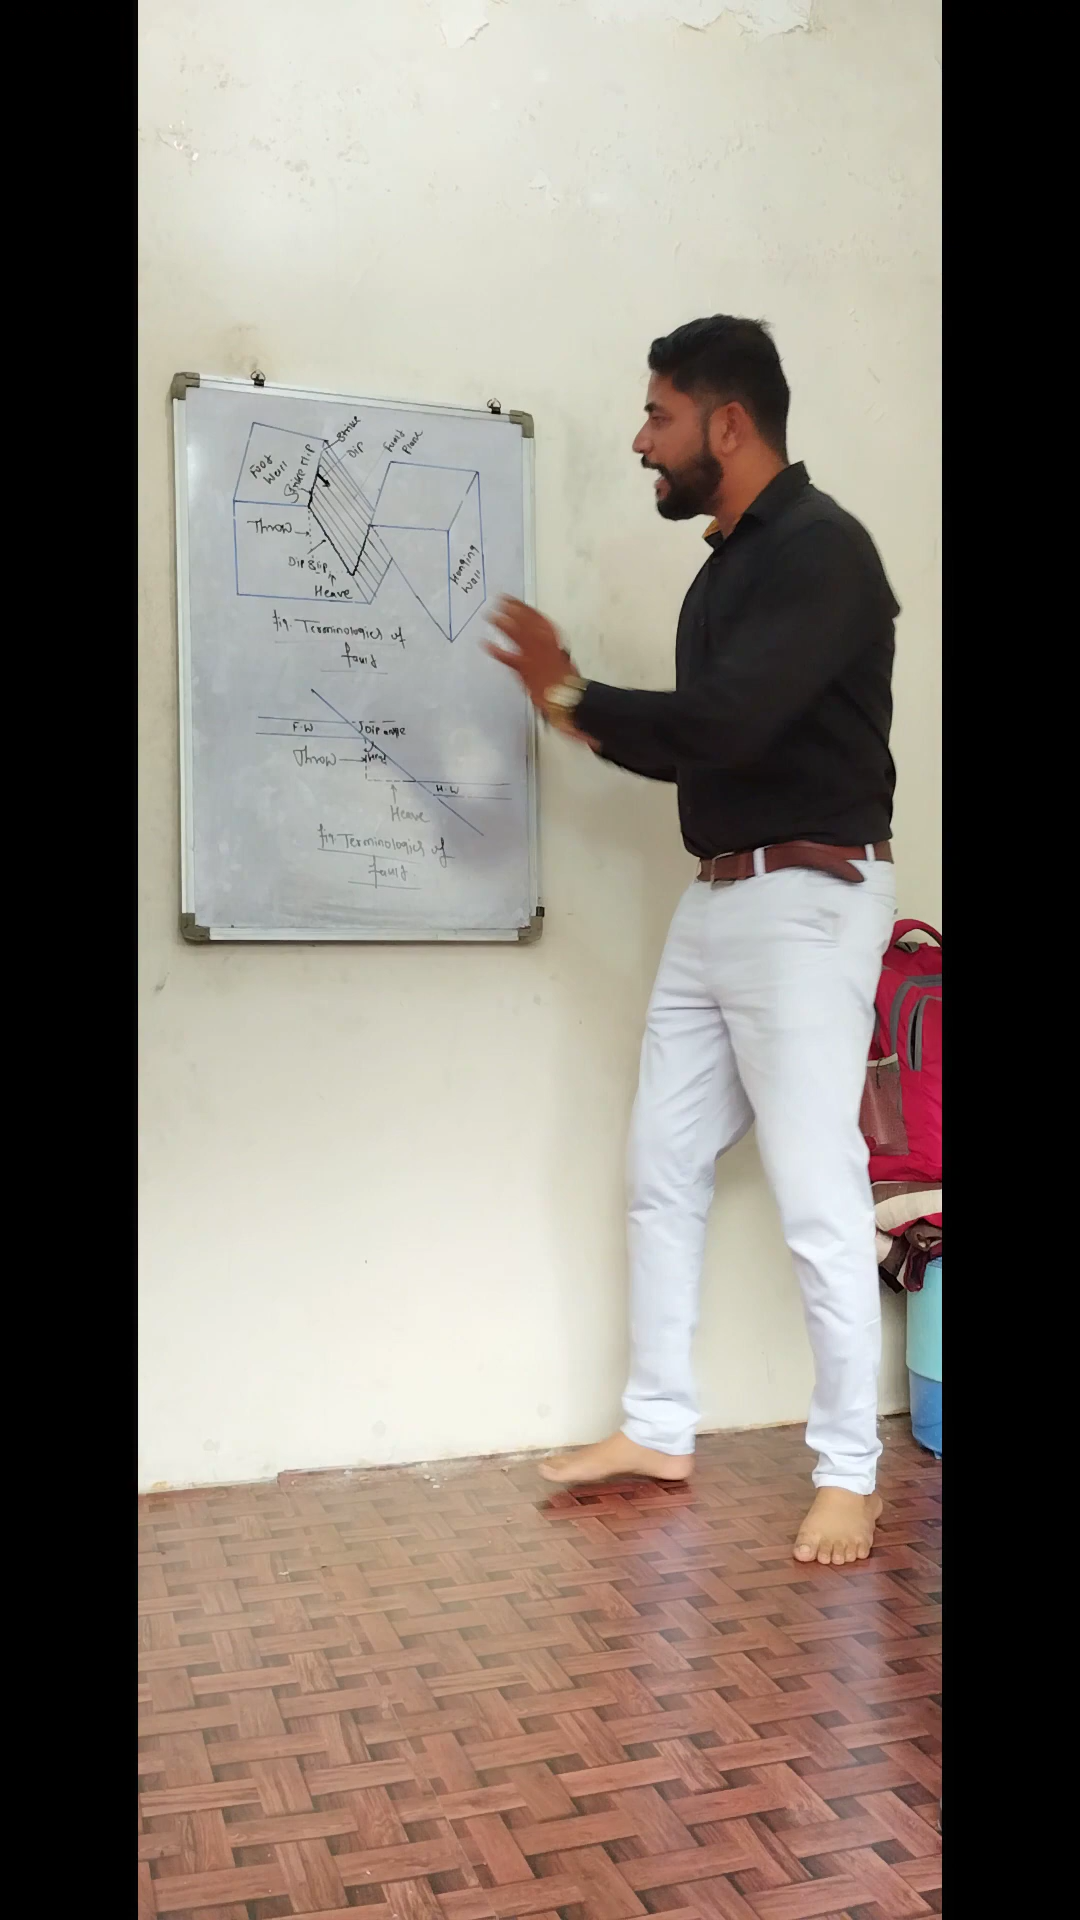 Strike
Dip
Fault
Plane
Foot
Wall
Strike slip
Throw
Dip Slip
Heave
Hanging
Wall
fig. Terminologies of
fault
F.W
Dip angle
Throw
Hade
H.W
Heave
fig. Terminologies of
fault